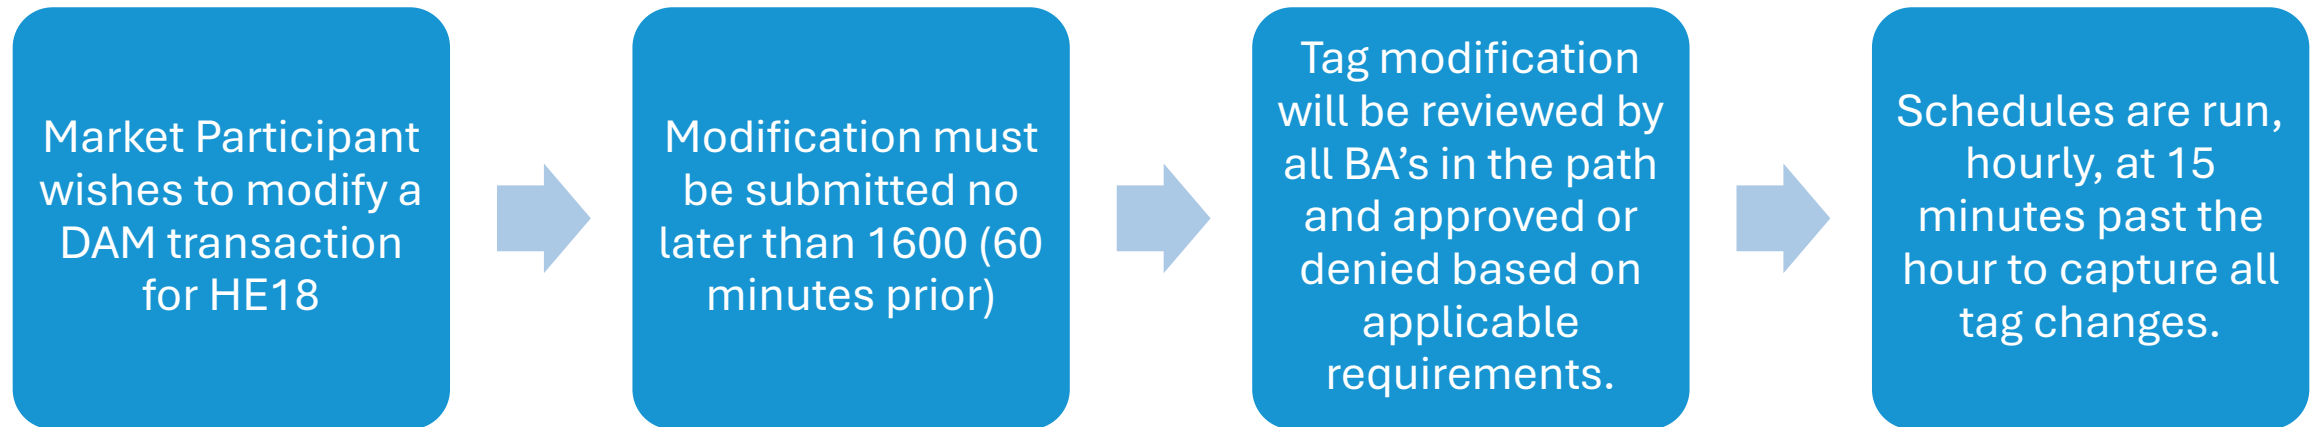 Market Participant
wishes to modify a
DAM transaction
for HE18
Modification must
be submitted no
later than 1600 (60
minutes prior)
Tag modification
will be reviewed by
all BA’s in the path
and approved or
denied based on
applicable
requirements.
Schedules are run,
hourly, at 15
minutes past the
hour to capture all
tag changes.